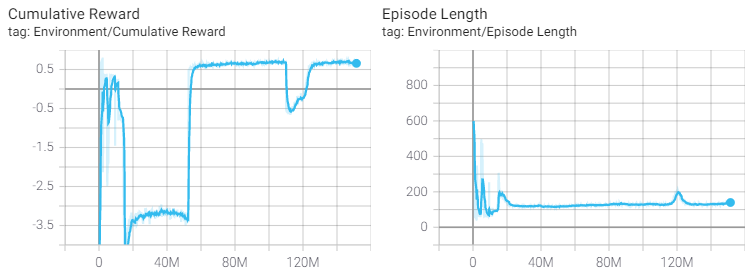 Cumulative Reward
tag: Environment/Cumulative Reward
0.5
-0.5
-1.5
-2.5
-3.5
0 40M 80M 120M
Episode Length
tag: Environment/Episode Length
800
600
400
200
0
0 40M 80M 120M